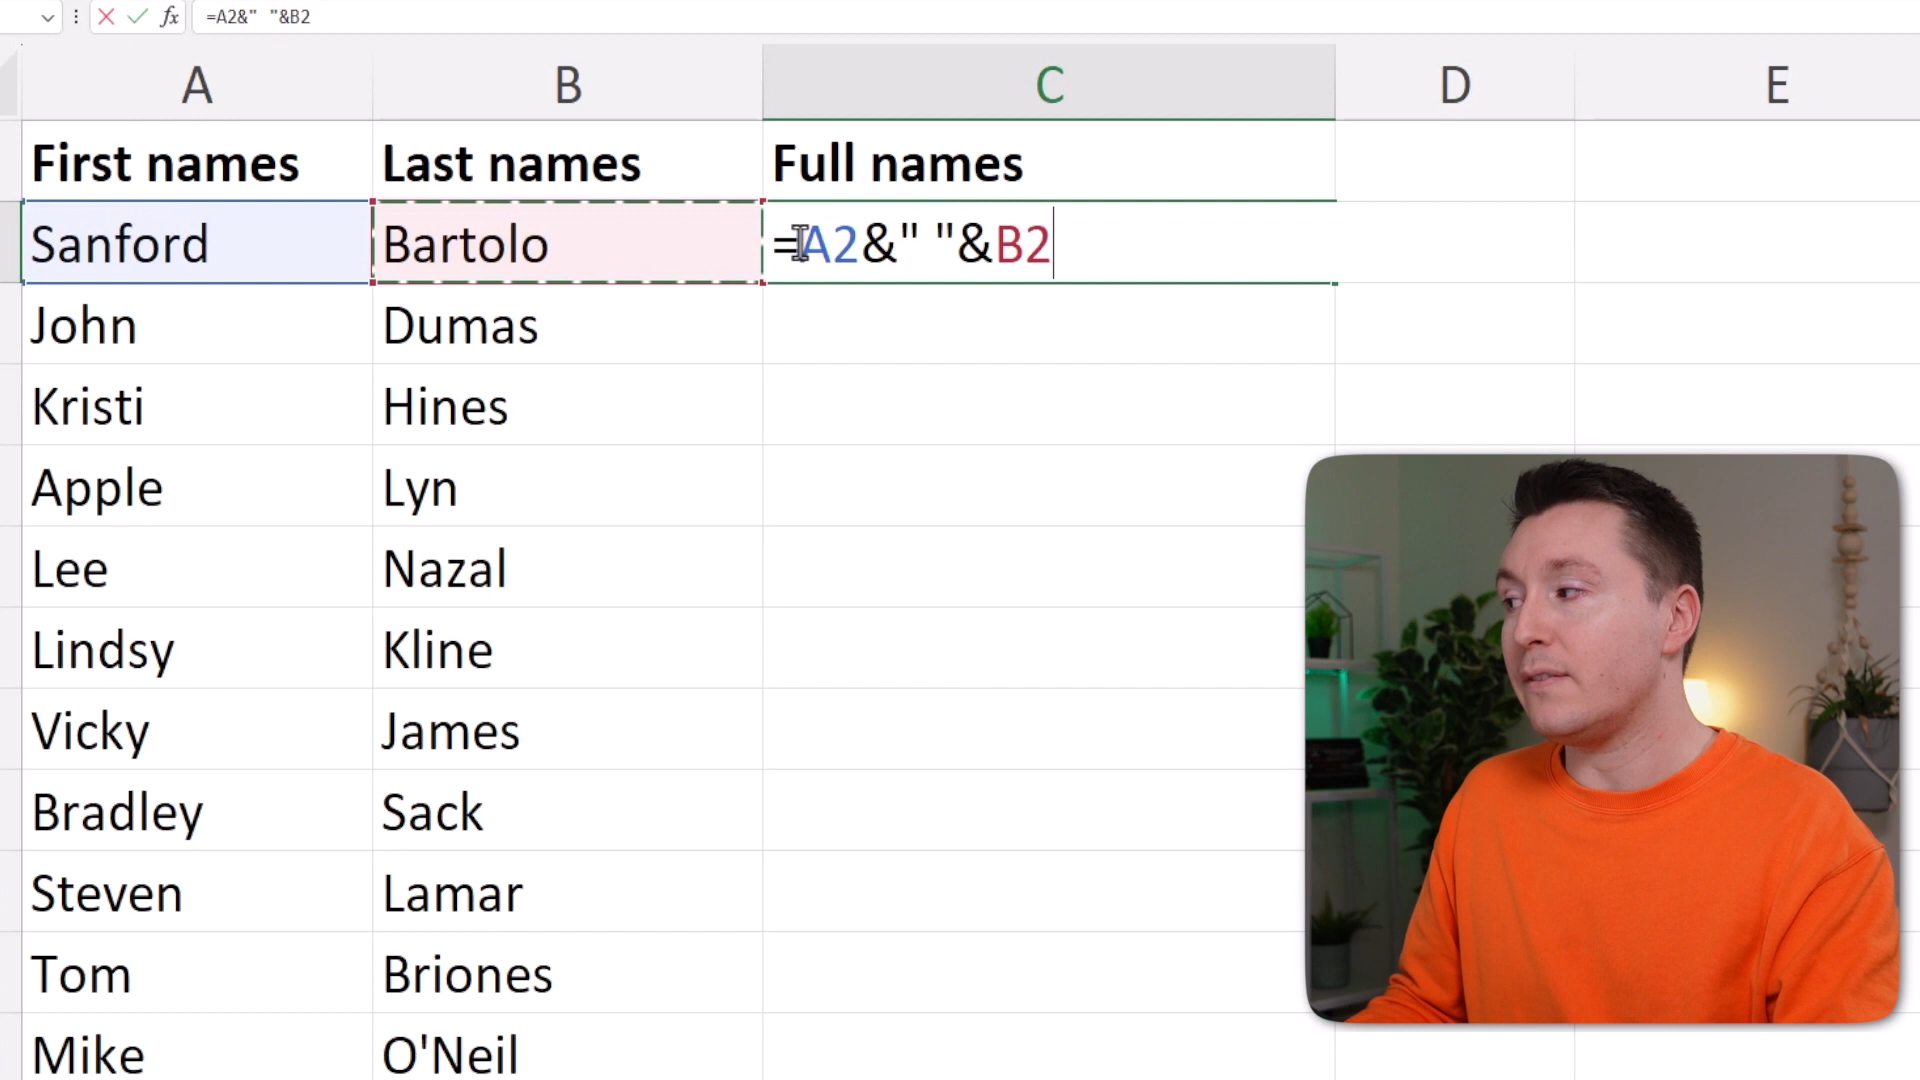 fx =A2&" "&B2
A B C D E
First names Last names Full names
Sanford Bartolo =A2&" "&B2
John Dumas
Kristi Hines
Apple Lyn
Lee Nazal
Lindsy Kline
Vicky James
Bradley Sack
Steven Lamar
Tom Briones
Mike O'Neil